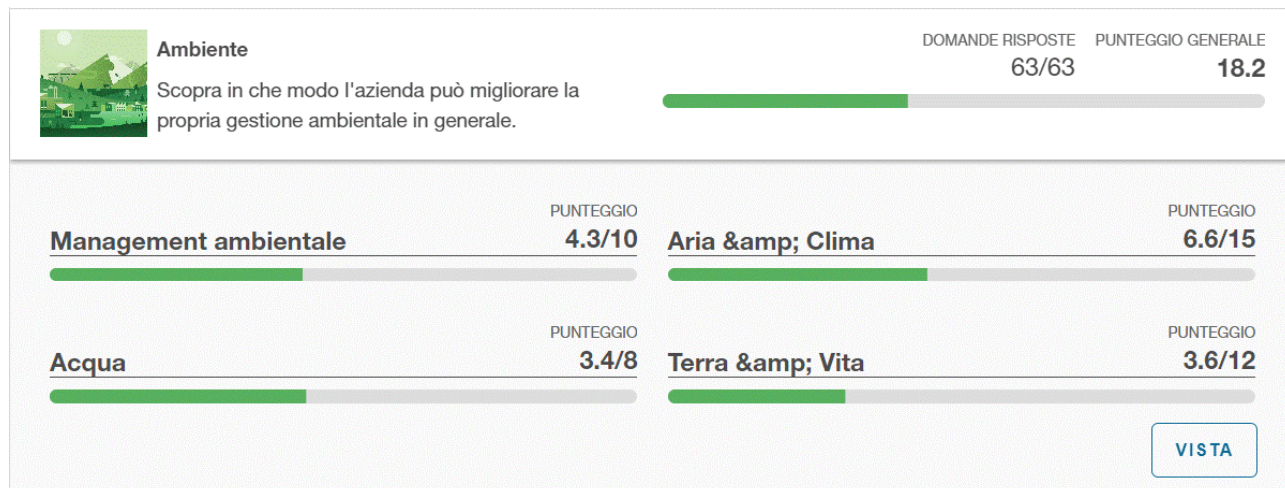 Ambiente
Scopra in che modo l'azienda può migliorare la
propria gestione ambientale in generale.
DOMANDE RISPOSTE
63/63
PUNTEGGIO GENERALE
18.2
Management ambientale
PUNTEGGIO
4.3/10
Aria &amp; Clima
PUNTEGGIO
6.6/15
Acqua
PUNTEGGIO
3.4/8
Terra &amp; Vita
PUNTEGGIO
3.6/12
VISTA